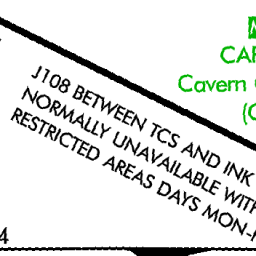 CAR
Cavern
J108 BETWEEN TCS AND INK
NORMALLY UNAVAILABLE WITH
RESTRICTED AREAS DAYS MON-
4